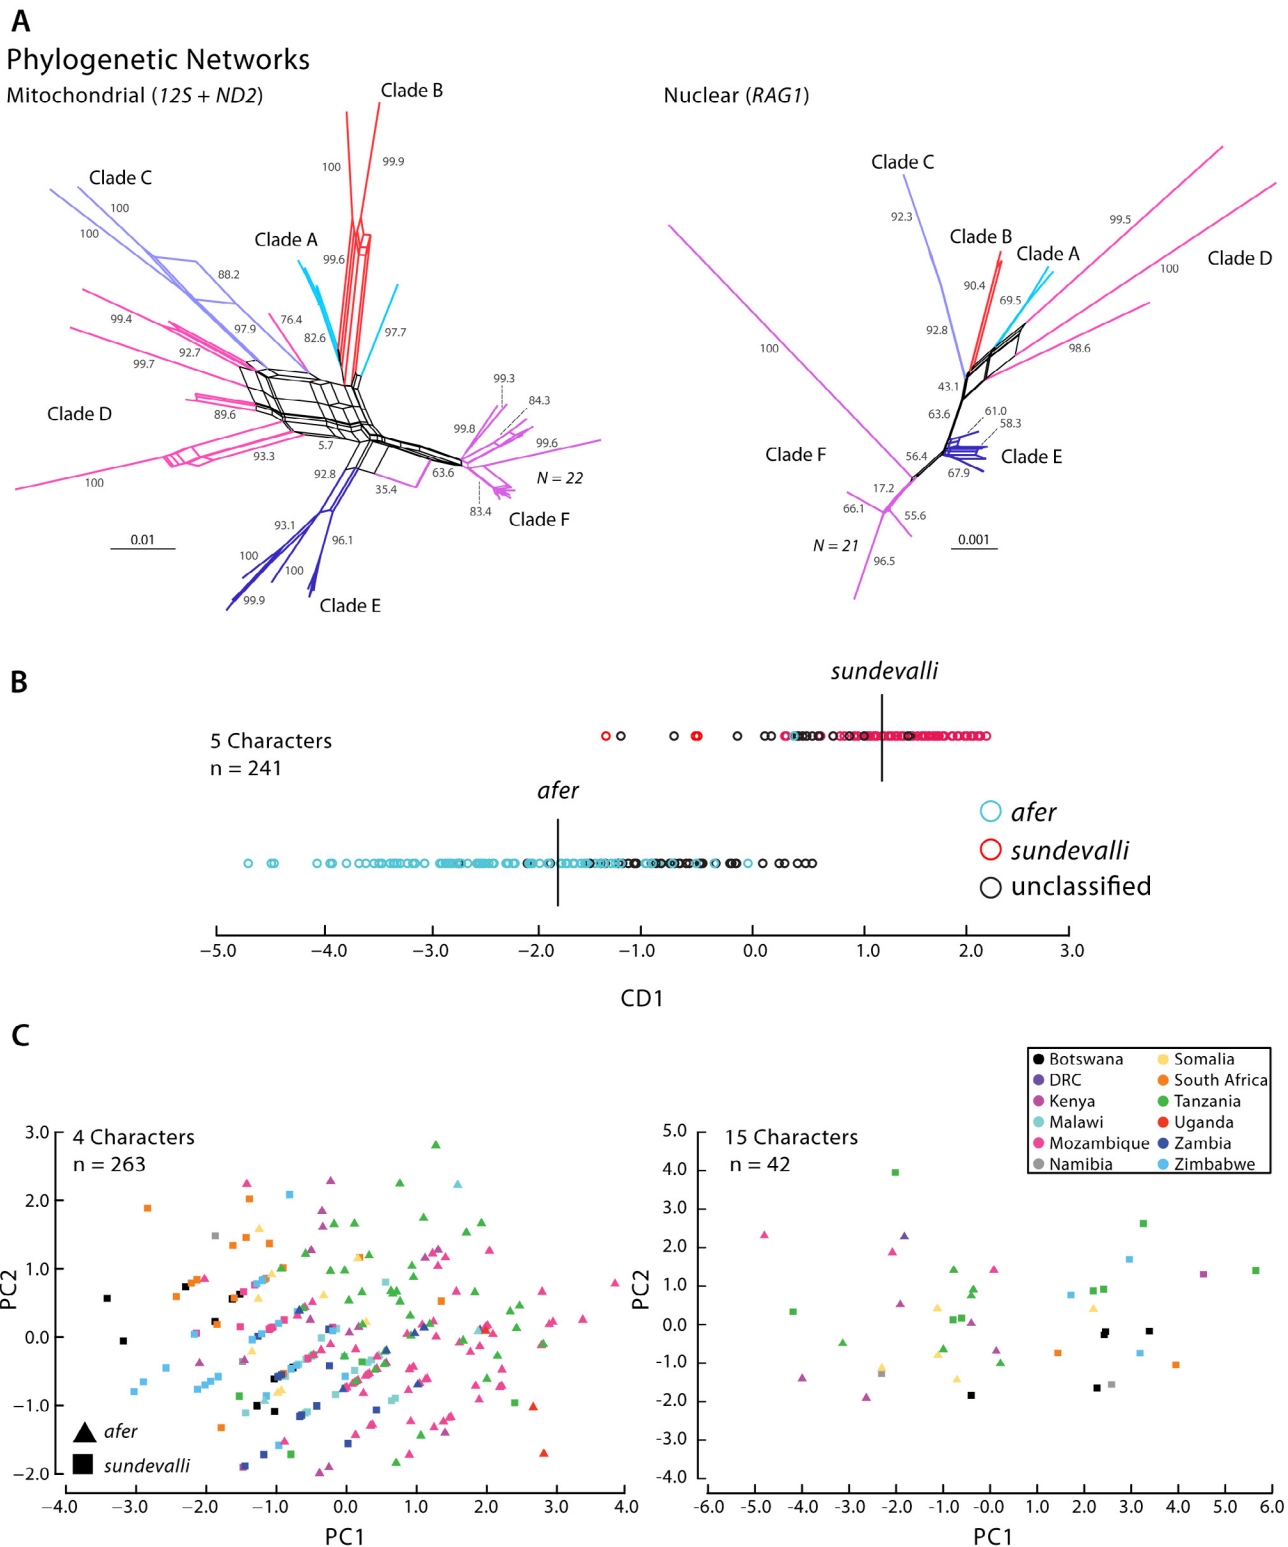 A
Phylogenetic Networks
Mitochondrial (12S + ND2)
Nuclear (RAG1)
Clade B
100
99.9
Clade C
100
100
Clade A
99.6
88.2
76.4
82.6
97.7
97.9
99.4
92.7
99.7
Clade D
89.6
5.7
93.3
100
92.8
35.4
63.6
99.3
84.3
99.8
99.6
N = 22
83.4
Clade F
93.1
96.1
100
100
99.9
Clade E
0.01
Clade C
92.3
Clade B
Clade A
90.4
69.5
99.5
100
Clade D
98.6
92.8
100
43.1
63.6
61.0
58.3
Clade E
67.9
Clade F
56.4
17.2
66.1
55.6
N = 21
96.5
0.001
B
sundevalli
5 Characters
n = 241
afer
afer
sundevalli
unclassified
−5.0 −4.0 −3.0 −2.0 −1.0 0.0 1.0 2.0 3.0
CD1
C
Botswana
DRC
Kenya
Malawi
Mozambique
Namibia
Somalia
South Africa
Tanzania
Uganda
Zambia
Zimbabwe
4 Characters
n = 263
3.0
2.0
1.0
0.0
−1.0
−2.0
PC2
afer
sundevalli
−4.0 −3.0 −2.0 −1.0 0.0 1.0 2.0 3.0 4.0
PC1
15 Characters
n = 42
5.0
4.0
3.0
2.0
1.0
0.0
-1.0
-2.0
-3.0
-4.0
PC2
-6.0 -5.0 -4.0 -3.0 -2.0 -1.0 -0.0 1.0 2.0 3.0 4.0 5.0 6.0
PC1